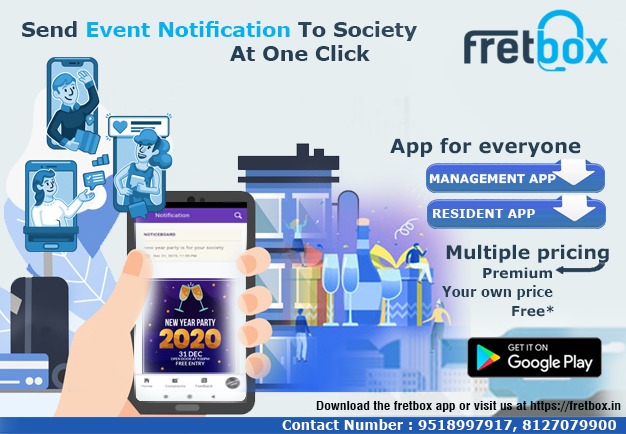 Send Event Notification To Society
At One Click
fretbox
App for everyone
MANAGEMENT APP
RESIDENT APP
Multiple pricing
Premium
Your own price
Free*
Notification
NOTICEBOARD
new year party is for your society
NEW YEAR PARTY
2020
31 DEC
FREE ENTRY
Home
Complaints
Feedback
GET IT ON
Google Play
Download the fretbox app or visit us at https://fretbox.in
Contact Number : 9518997917, 8127079900